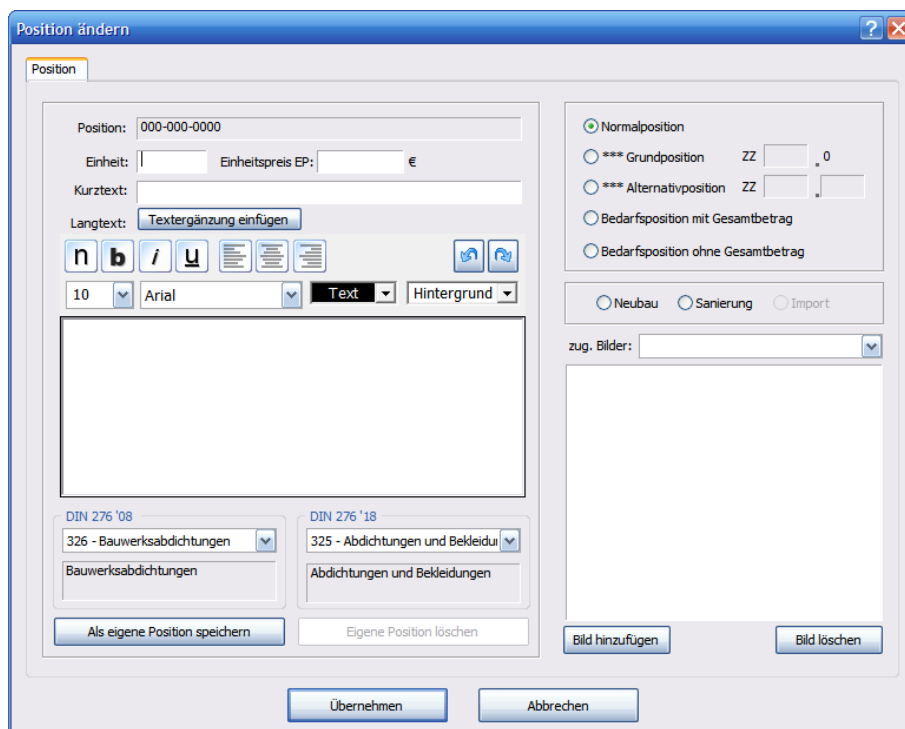 Position ändern
?
Position
Position: 000-000-0000
Einheit: Einheitspreis EP: €
Kurztext:
Langtext: Textergänzung einfügen
n b i u
10 Arial Text Hintergrund
DIN 276 '08
326 - Bauwerksabdichtungen
Bauwerksabdichtungen
DIN 276 '18
325 - Abdichtungen und Bekleidur
Abdichtungen und Bekleidungen
Als eigene Position speichern
Eigene Position löschen
Normalposition
*** Grundposition ZZ .0
*** Alternativposition ZZ .
Bedarfsposition mit Gesamtbetrag
Bedarfsposition ohne Gesamtbetrag
Neubau Sanierung Import
zug. Bilder:
Bild hinzufügen Bild löschen
Übernehmen Abbrechen